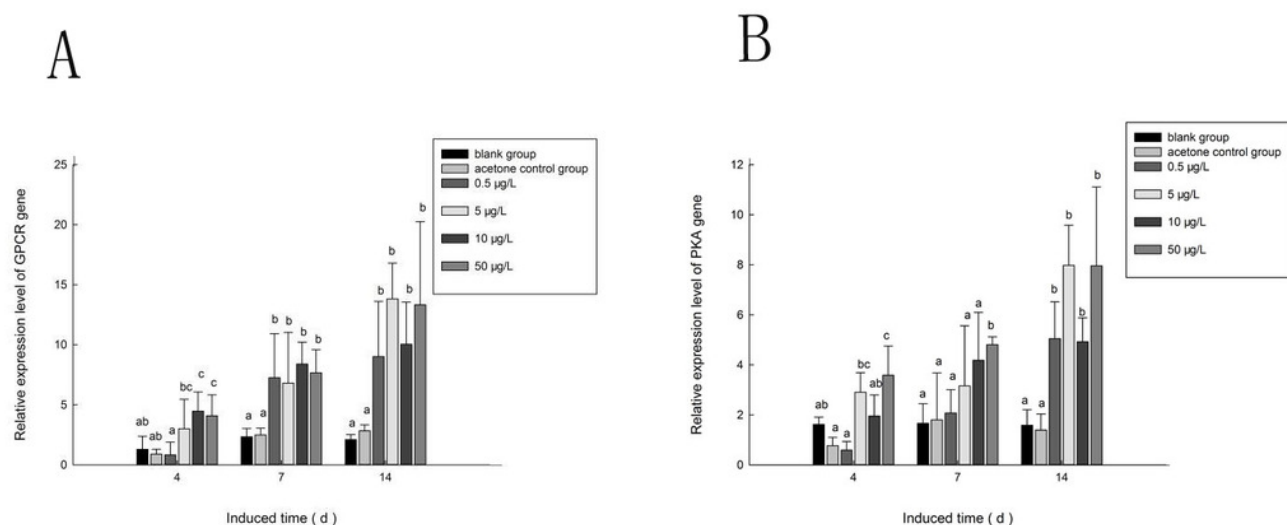 A
Relative expression level of GPCR gene
25
20
15
10
5
0
blank group
acetone control group
0.5 µg/L
5 µg/L
10 µg/L
50 µg/L
ab
ab
a
bc
c
c
a
a
b
b
b
b
a
a
b
b
b
b
4
7
14
Induced time ( d )
B
Relative expression level of PKA gene
12
10
8
6
4
2
0
blank group
acetone control group
0.5 µg/L
5 µg/L
10 µg/L
50 µg/L
ab
a
a
bc
ab
c
a
a
a
a
a
b
a
a
b
b
b
b
4
7
14
Induced time ( d )